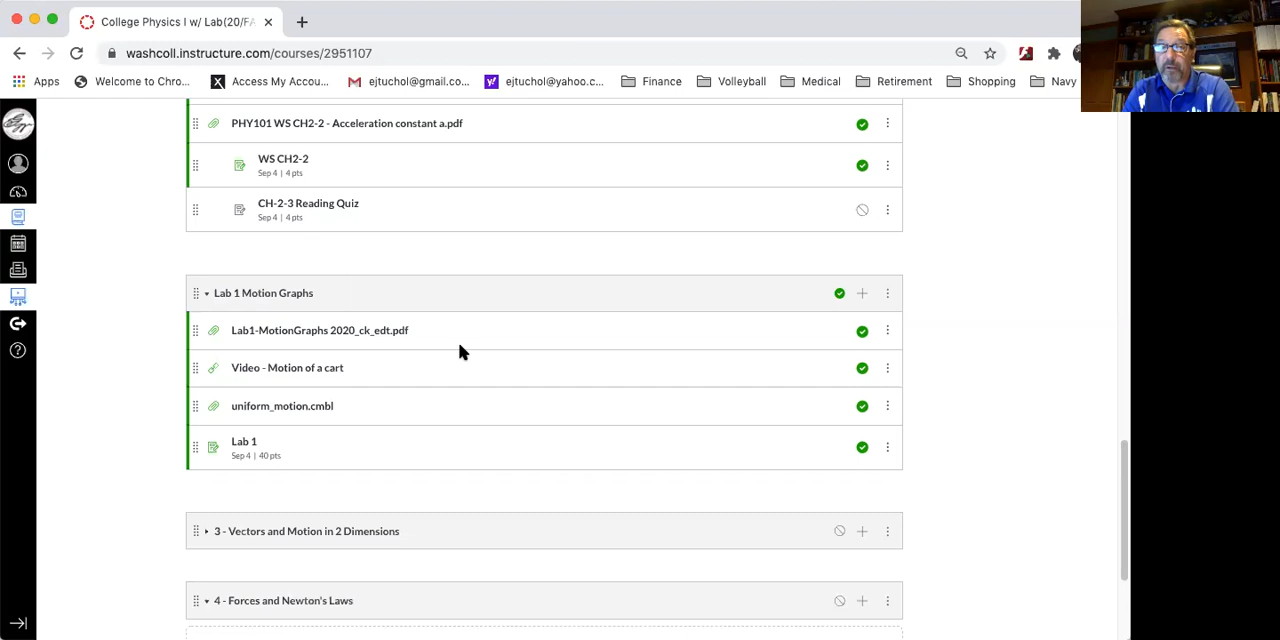 College Physics I w/ Lab(20/FA
washcoll.instructure.com/courses/2951107
Apps
Welcome to Chro...
Access My Accou...
ejtuchol@gmail.co...
ejtuchol@yahoo.c...
Finance
Volleyball
Medical
Retirement
Shopping
Navy
PHY101 WS CH2-2 - Acceleration constant a.pdf
WS CH2-2
Sep 4 | 4 pts
CH-2-3 Reading Quiz
Sep 4 | 4 pts
Lab 1 Motion Graphs
Lab1-MotionGraphs 2020_ck_edt.pdf
Video - Motion of a cart
uniform_motion.cmbl
Lab 1
Sep 4 | 40 pts
3 - Vectors and Motion in 2 Dimensions
4 - Forces and Newton's Laws